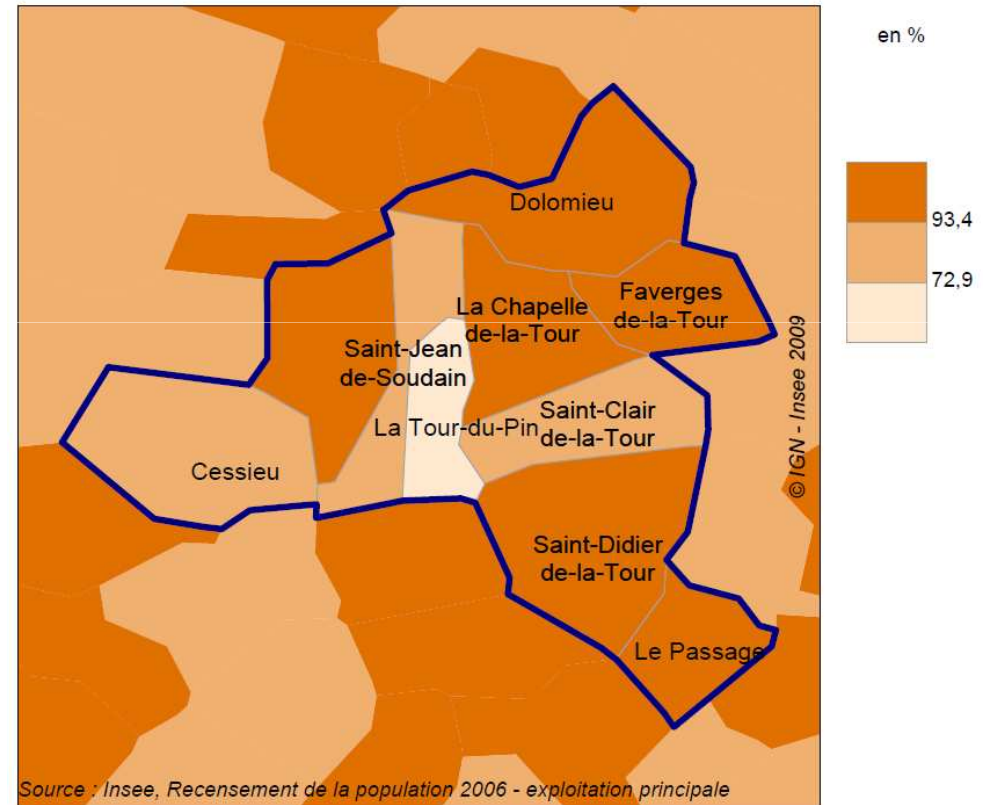 en %
93,4
72,9
Dolomieu
La Chapelle
de-la-Tour
Faverges
de-la-Tour
Saint-Jean
de-Soudain
La Tour-du-Pin
Saint-Clair
de-la-Tour
Cessieu
Saint-Didier
de-la-Tour
Le Passage
© IGN - Insee 2009
Source : Insee, Recensement de la population 2006 - exploitation principale